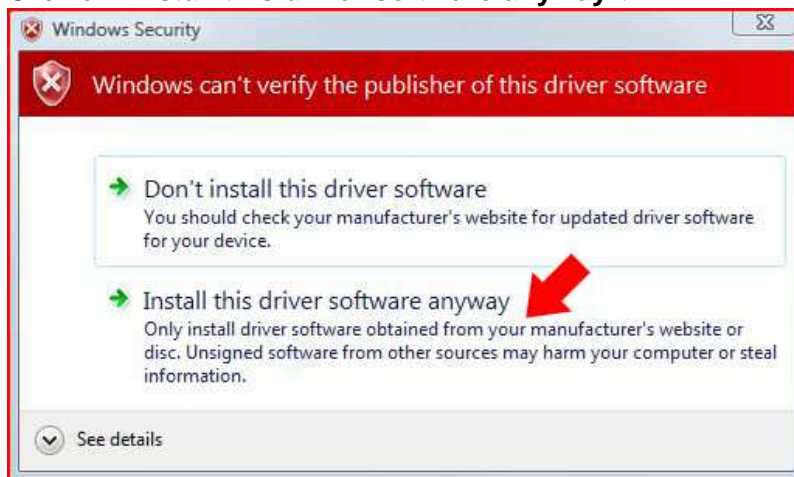 Windows Security
Windows can't verify the publisher of this driver software
Don't install this driver software
You should check your manufacturer's website for updated driver software
for your device.
Install this driver software anyway
Only install driver software obtained from your manufacturer's website or
disc. Unsigned software from other sources may harm your computer or steal
information.
See details